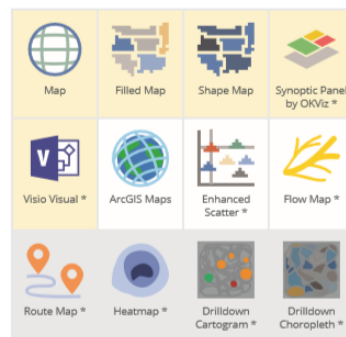 Map
Filled Map
Shape Map
Synoptic Panel
by OKViz *
V
Visio Visual *
ArcGIS Maps
Enhanced
Scatter *
Flow Map *
Route Map *
Heatmap *
Drilldown
Cartogram *
Drilldown
Choropleth *